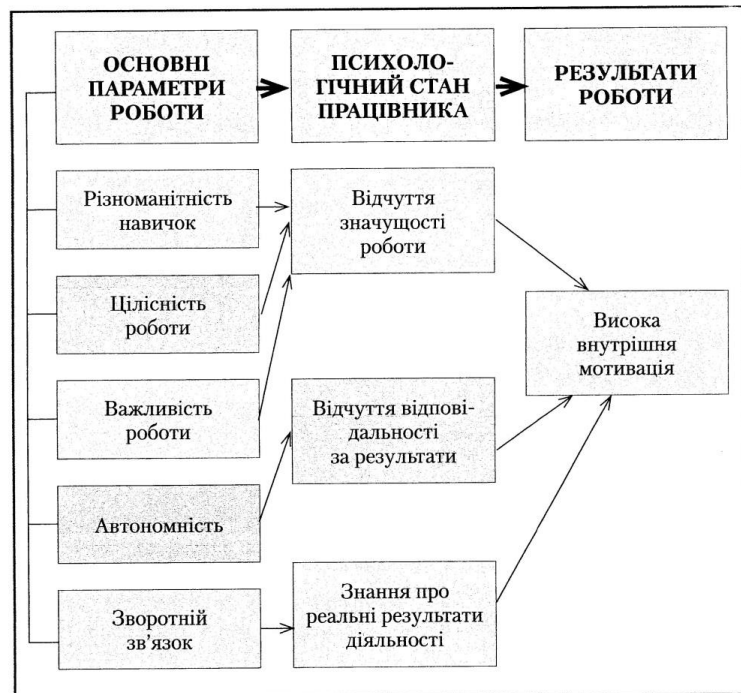 ОСНОВНІ
ПАРАМЕТРИ
РОБОТИ
ПСИХОЛО-
ГІЧНИЙ СТАН
ПРАЦІВНИКА
РЕЗУЛЬТАТИ
РОБОТИ
Різноманітність
навичок
Відчуття
значущості
роботи
Цілісність
роботи
Висока
внутрішня
мотивація
Важливість
роботи
Відчуття відпові-
дальності
за результати
Автономність
Зворотній
зв'язок
Знання про
реальні результати
діяльності